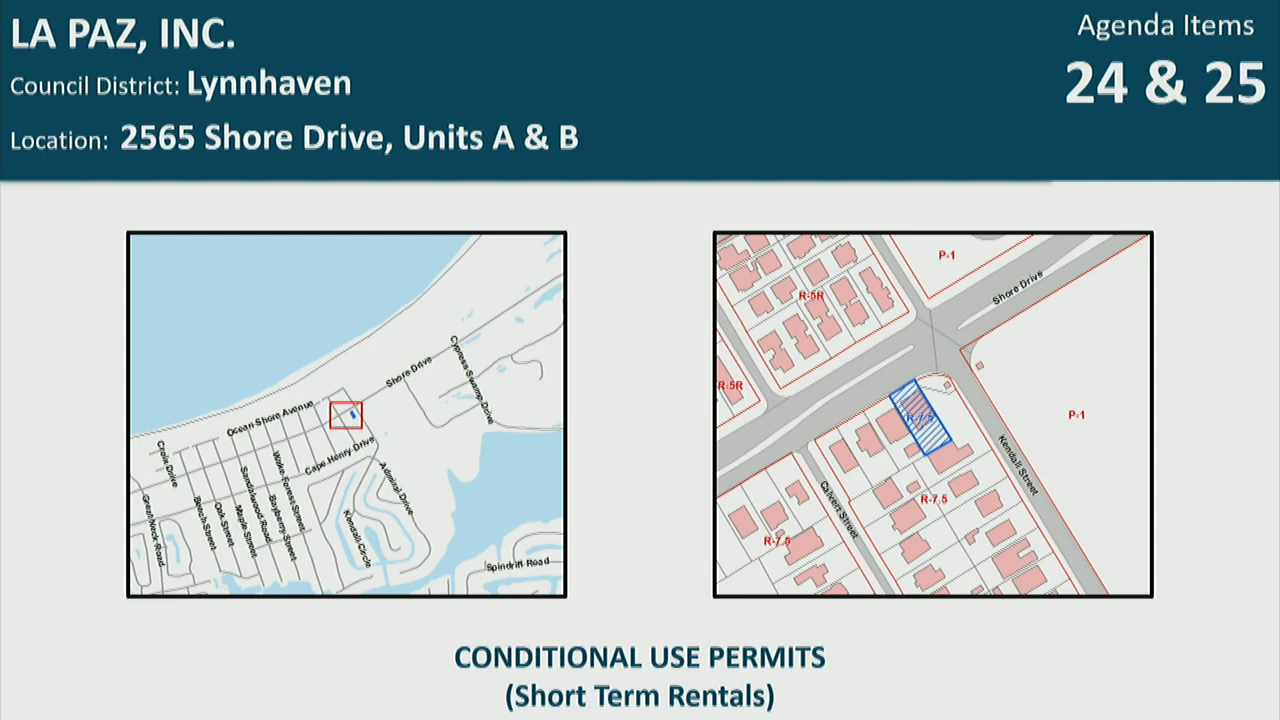 LA PAZ, INC.
Council District: Lynnhaven
Location: 2565 Shore Drive, Units A & B
Agenda Items
24 & 25
Shore Drive
Cypress Swamp Drive
Ocean Shore Avenue
Cape Henry Drive
Croix Drive
Great Neck Road
Beech Street
Oak Street
Maple Street
Sandalwood Road
Wake Forest Street
Bayberry Street
Kendall Circle
Admiral Drive
Spindrift Road
P-1
Shore Drive
R-5R
R-5R
R-7.5
P-1
Kendall Street
Calvert Street
R-7.5
R-7.5
CONDITIONAL USE PERMITS
(Short Term Rentals)